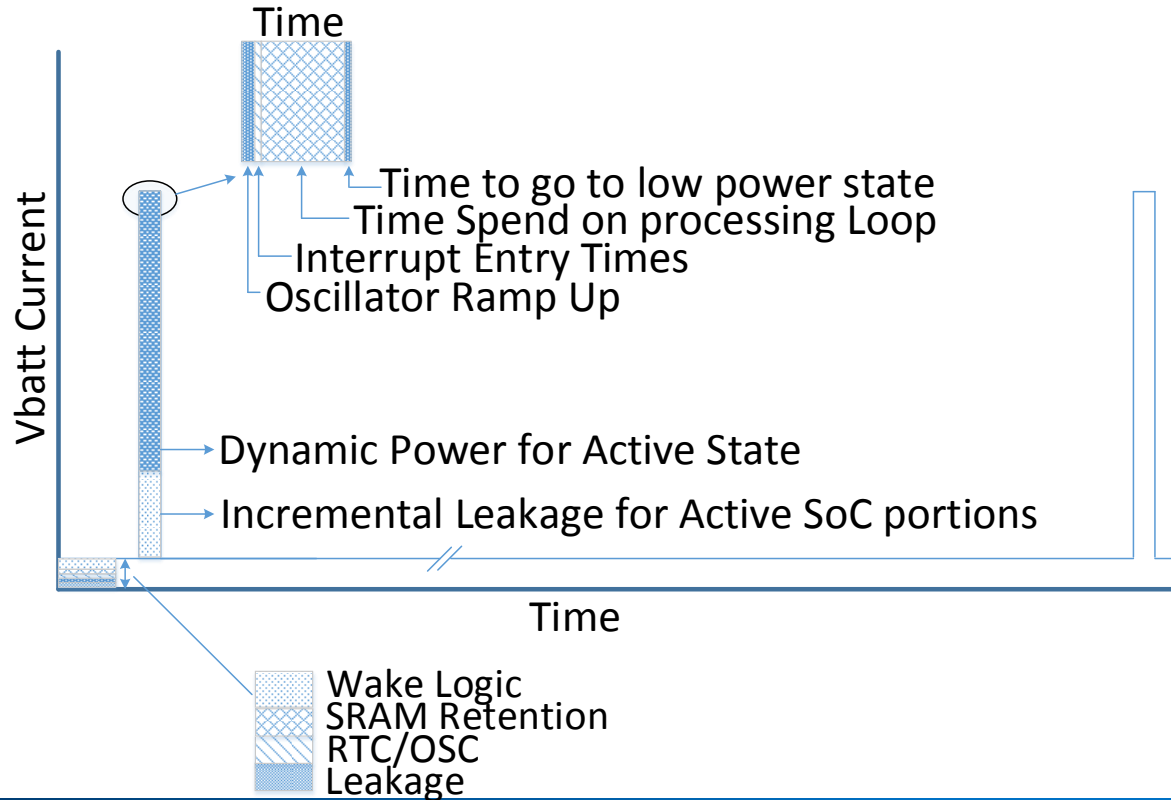 Time
Time to go to low power state
Time Spend on processing Loop
Interrupt Entry Times
Oscillator Ramp Up
Vbatt Current
Dynamic Power for Active State
Incremental Leakage for Active SoC portions
Time
Wake Logic
SRAM Retention
RTC/OSC
Leakage